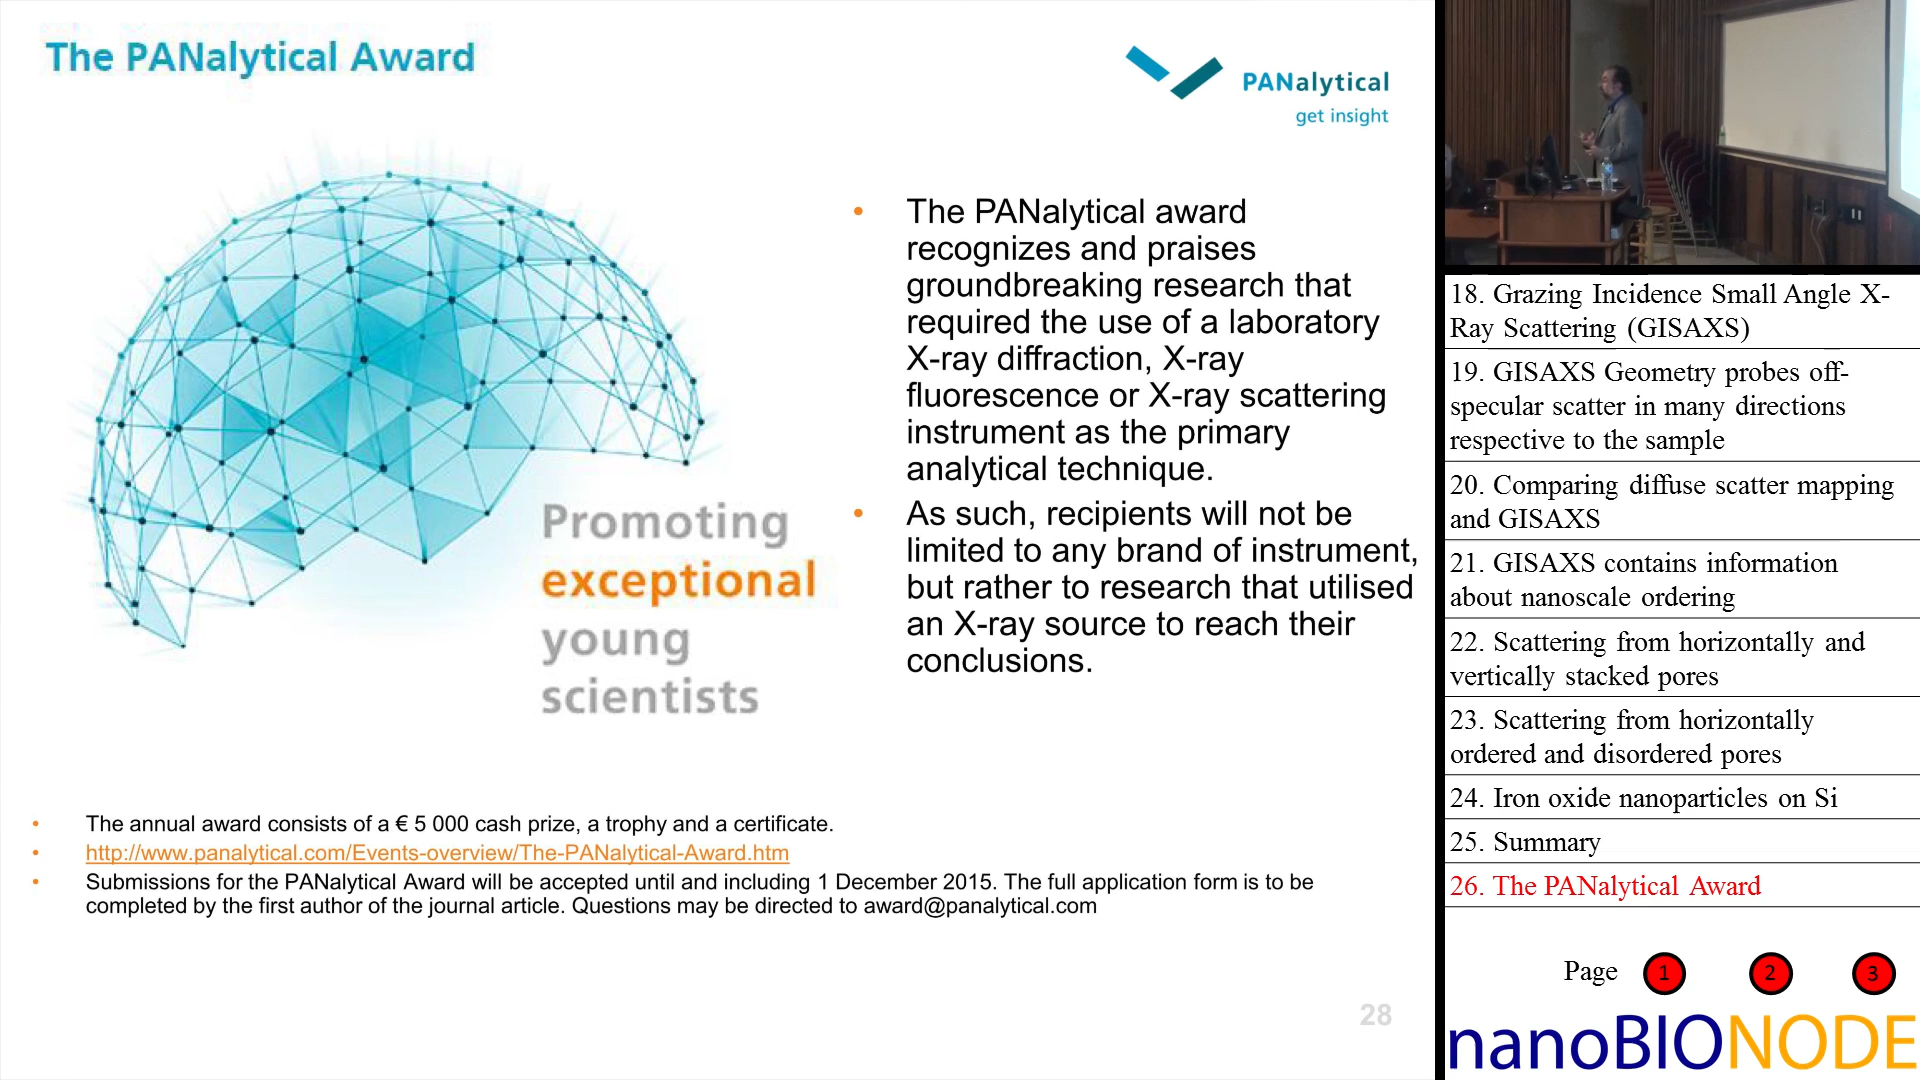 The PANalytical Award
PANalytical
get insight
• The PANalytical award
recognizes and praises
groundbreaking research that
required the use of a laboratory
X-ray diffraction, X-ray
fluorescence or X-ray scattering
instrument as the primary
analytical technique.
• As such, recipients will not be
limited to any brand of instrument,
but rather to research that utilised
an X-ray source to reach their
conclusions.
Promoting
exceptional
young
scientists
• The annual award consists of a € 5 000 cash prize, a trophy and a certificate.
• http://www.panalytical.com/Events-overview/The-PANalytical-Award.htm
• Submissions for the PANalytical Award will be accepted until and including 1 December 2015. The full application form is to be
completed by the first author of the journal article. Questions may be directed to award@panalytical.com
28
18. Grazing Incidence Small Angle X-
Ray Scattering (GISAXS)
19. GISAXS Geometry probes off-
specular scatter in many directions
respective to the sample
20. Comparing diffuse scatter mapping
and GISAXS
21. GISAXS contains information
about nanoscale ordering
22. Scattering from horizontally and
vertically stacked pores
23. Scattering from horizontally
ordered and disordered pores
24. Iron oxide nanoparticles on Si
25. Summary
26. The PANalytical Award
Page 1 2 3
nanoBIONODE